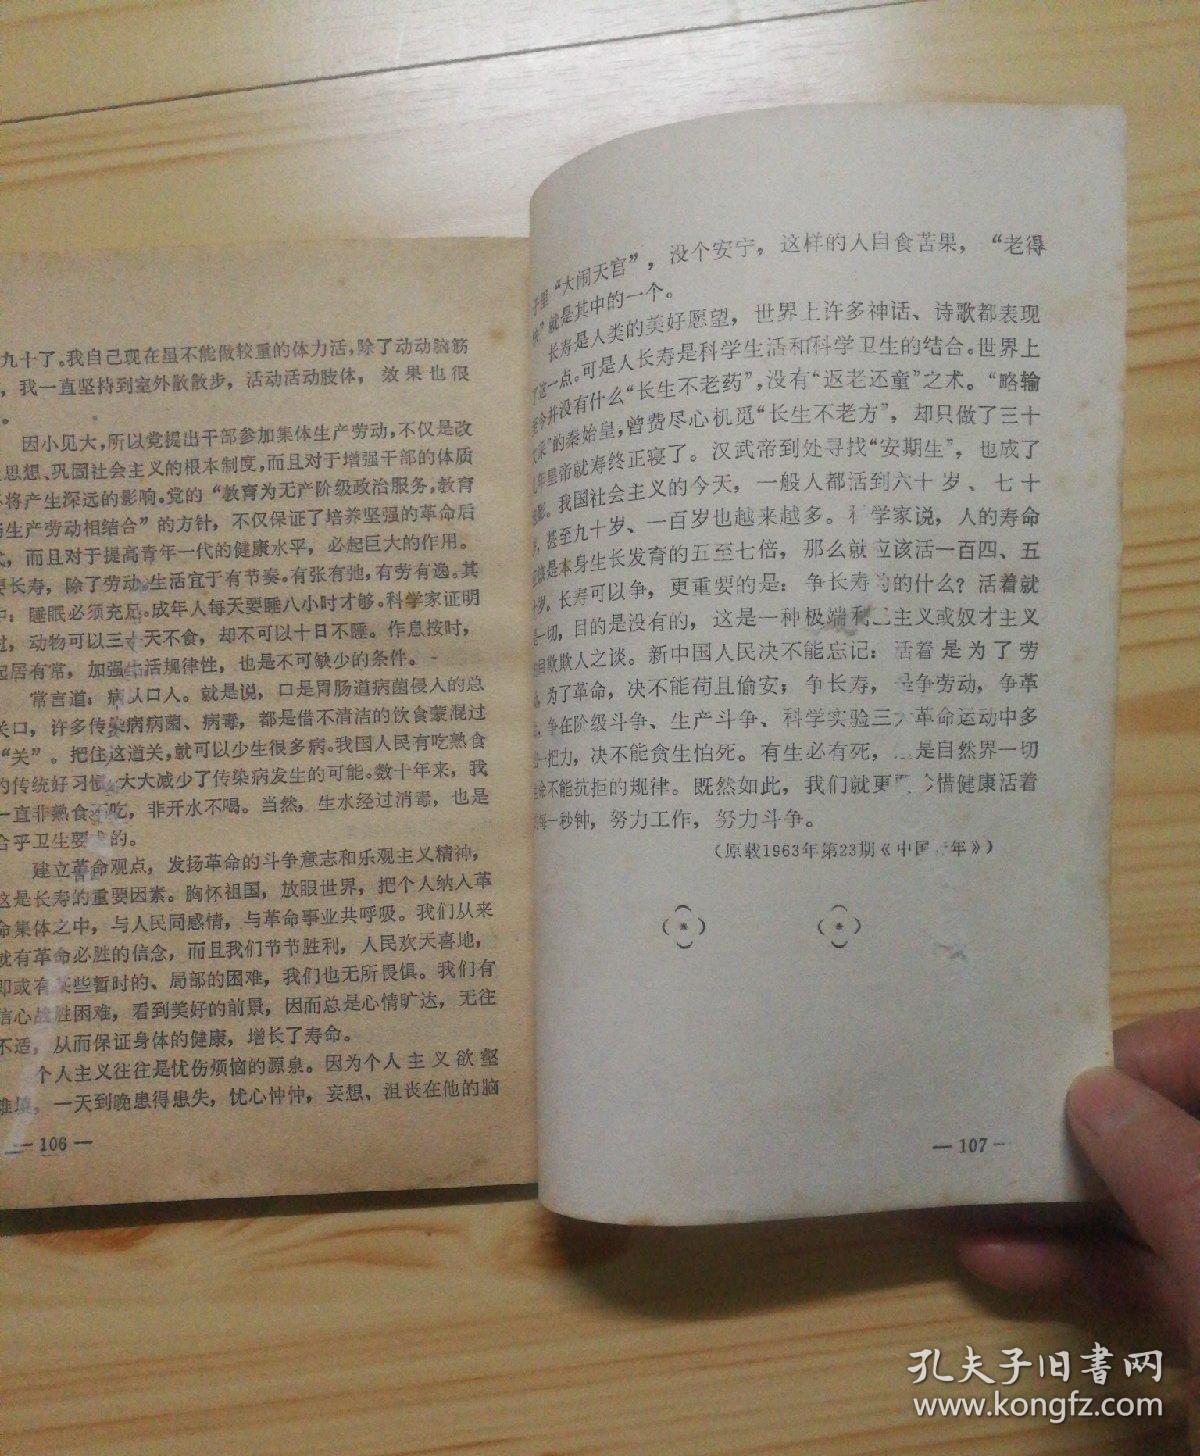 九十了。我自己现在虽不能做较重的体力活，除了动动脑筋
，我一直坚持到室外散散步，活动活动肢体，效果也很
。
因小见大，所以党提出干部参加集体生产劳动，不仅是改
思想、巩固社会主义的根本制度，而且对于增强干部的体质
将产生深远的影响。党的“教育为无产阶级政治服务，教育
生产劳动相结合”的方针，不仅保证了培养坚强的革命后
，而且对于提高青年一代的健康水平，必起巨大的作用。
要长寿，除了劳动，生活宜于有节奏。有张有弛，有劳有逸。其
中：睡眠必须充足。成年人每天要睡八小时才够。科学家证明
过，动物可以三十天不食，却不可以十日不睡。作息按时，
起居有常，加强生活规律性，也是不可缺少的条件。
常言道：病从口人。就是说，口是胃肠道病菌侵入的总
关口，许多传染病病菌、病毒，都是借不清洁的饮食蒙混过
“关”。把住这道关，就可以少生很多病。我国人民有吃熟食
的传统好习惯，大大减少了传染病发生的可能。数十年来，我
一直非熟食不吃，非开水不喝。当然，生水经过消毒，也是
合乎卫生要求的。
建立革命观点，发扬革命的斗争意志和乐观主义精神，
这是长寿的重要因素。胸怀祖国，放眼世界，把个人纳入革
命集体之中，与人民同感情，与革命事业共呼吸。我们从来
就有革命必胜的信念，而且我们节节胜利，人民欢天喜地，
即或有某些暂时的、局部的困难，我们也无所畏惧。我们有
信心战胜困难，看到美好的前景，因而总是心情旷达，无往
不适，从而保证身体的健康，增长了寿命。
个人主义往往是忧伤烦恼的源泉。因为个人主义欲壑
难填，一天到晚患得患失，忧心忡忡，妄想、沮丧在他的脑
— 106 —
子里“大闹天宫”，没个安宁，这样的人自食苦果，“老得
快”就是其中的一个。
长寿是人类的美好愿望，世界上许多神话、诗歌都表现
了这一点。可是人长寿是科学生活和科学卫生的结合。世界上
至今并没有什么“长生不老药”，没有“返老还童”之术。“略输
文采”的秦始皇，曾费尽心机觅“长生不老方”，却只做了三十
九年皇帝就寿终正寝了。汉武帝到处寻找“安期生”，也成了
。我国社会主义的今天，一般人都活到六十岁、七十
，甚至九十岁、一百岁也越来越多。科学家说，人的寿命
应该是本身生长发育的五至七倍，那么就应该活一百四、五
十岁。长寿可以争，更重要的是：争长寿为的什么？活着就
是一切，目的是没有的，这是一种极端利己主义或奴才主义
自欺欺人之谈。新中国人民决不能忘记：活着是为了劳
，为了革命，决不能苟且偷安；争长寿，是争劳动，争革
，争在阶级斗争、生产斗争、科学实验三大革命运动中多
一把力，决不能贪生怕死。有生必有死，是自然界一切
不能抗拒的规律。既然如此，我们就更珍惜健康活着
每一秒钟，努力工作，努力斗争。
（原载1963年第23期《中国青年》）
— 107 —
孔夫子旧書网
www.kongfz.com